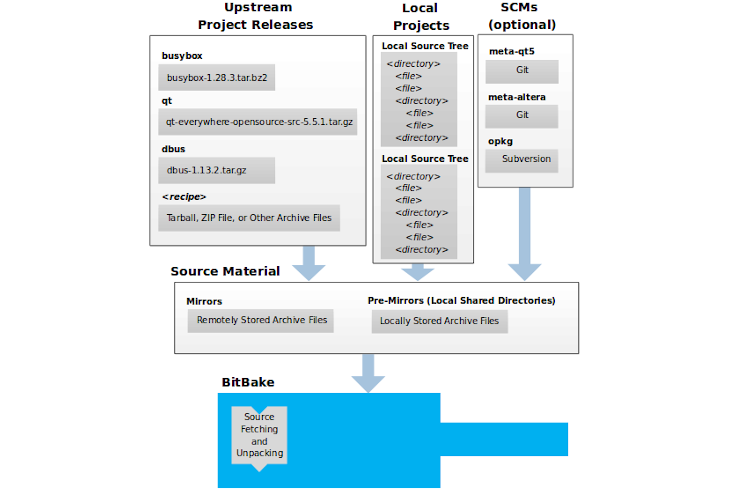 Upstream
Project Releases
busybox
busybox-1.28.3.tar.bz2
qt
qt-everywhere-opensource-src-5.5.1.tar.gz
dbus
dbus-1.13.2.tar.gz
<recipe>
Tarball, ZIP File, or Other Archive Files
Local
Projects
Local Source Tree
<directory>
<file>
<file>
<directory>
<file>
<file>
<directory>
Local Source Tree
<directory>
<file>
<file>
<directory>
<file>
<file>
<directory>
SCMs
(optional)
meta-qt5
Git
meta-altera
Git
opkg
Subversion
Source Material
Mirrors
Remotely Stored Archive Files
Pre-Mirrors (Local Shared Directories)
Locally Stored Archive Files
BitBake
Source
Fetching
and
Unpacking